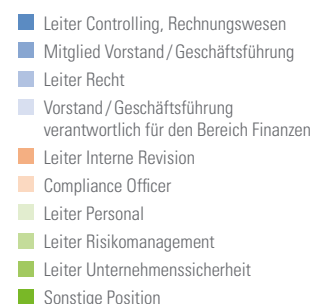 Leiter Controlling, Rechnungswesen
Mitglied Vorstand / Geschäftsführung
Leiter Recht
Vorstand / Geschäftsführung
verantwortlich für den Bereich Finanzen
Leiter Interne Revision
Compliance Officer
Leiter Personal
Leiter Risikomanagement
Leiter Unternehmenssicherheit
Sonstige Position